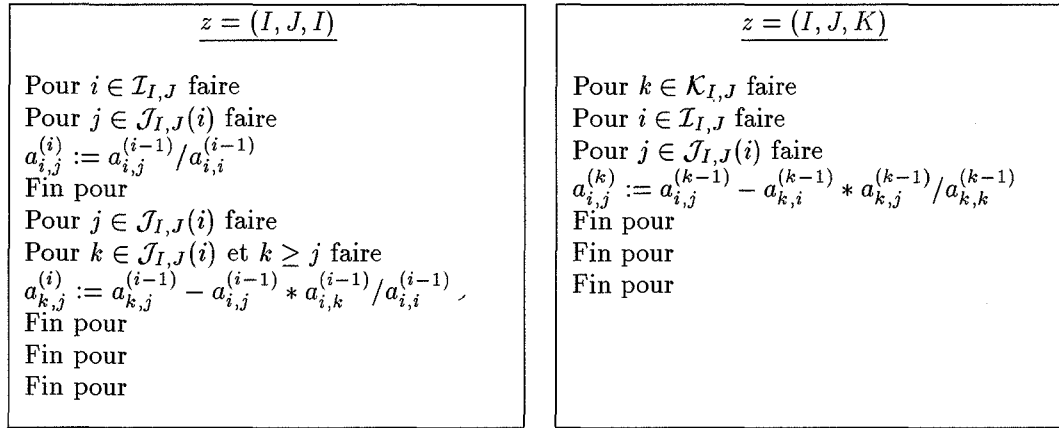 z = (I, J, I)
Pour i ∈ 𝓘_{I,J} faire
Pour j ∈ 𝓙_{I,J}(i) faire
a_{i,j}^{(i)} := a_{i,j}^{(i-1)} / a_{i,i}^{(i-1)}
Fin pour
Pour j ∈ 𝓙_{I,J}(i) faire
Pour k ∈ 𝓙_{I,J}(i) et k ≥ j faire
a_{k,j}^{(i)} := a_{k,j}^{(i-1)} − a_{i,j}^{(i-1)} * a_{i,k}^{(i-1)} / a_{i,i}^{(i-1)}
Fin pour
Fin pour
Fin pour
z = (I, J, K)
Pour k ∈ 𝓚_{I,J} faire
Pour i ∈ 𝓘_{I,J} faire
Pour j ∈ 𝓙_{I,J}(i) faire
a_{i,j}^{(k)} := a_{i,j}^{(k-1)} − a_{k,i}^{(k-1)} * a_{k,j}^{(k-1)} / a_{k,k}^{(k-1)}
Fin pour
Fin pour
Fin pour